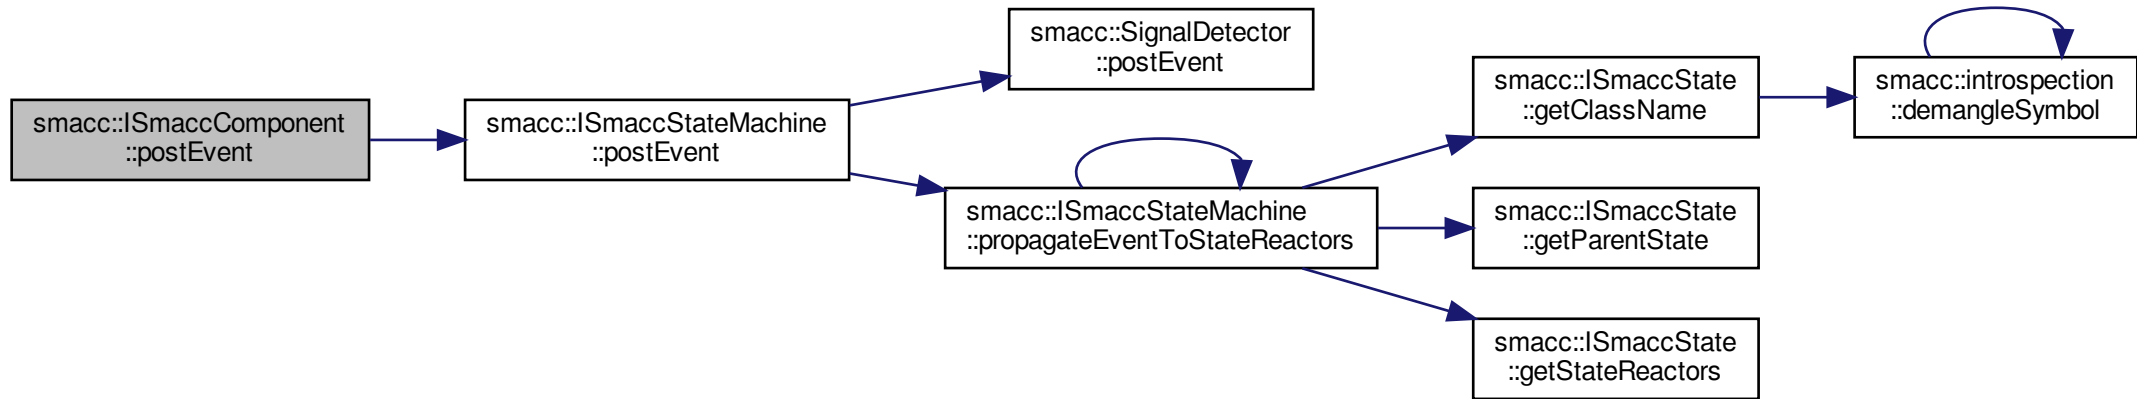 smacc::ISmaccComponent
::postEvent
smacc::ISmaccStateMachine
::postEvent
smacc::SignalDetector
::postEvent
smacc::ISmaccStateMachine
::propagateEventToStateReactors
smacc::ISmaccState
::getClassName
smacc::introspection
::demangleSymbol
smacc::ISmaccState
::getParentState
smacc::ISmaccState
::getStateReactors